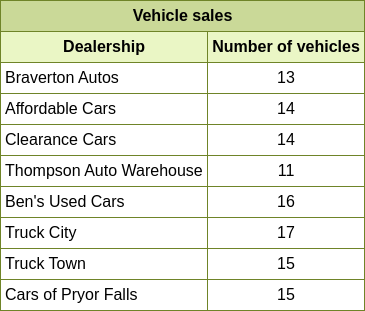 Vehicle sales
Dealership Number of vehicles
Braverton Autos 13
Affordable Cars 14
Clearance Cars 14
Thompson Auto Warehouse 11
Ben's Used Cars 16
Truck City 17
Truck Town 15
Cars of Pryor Falls 15